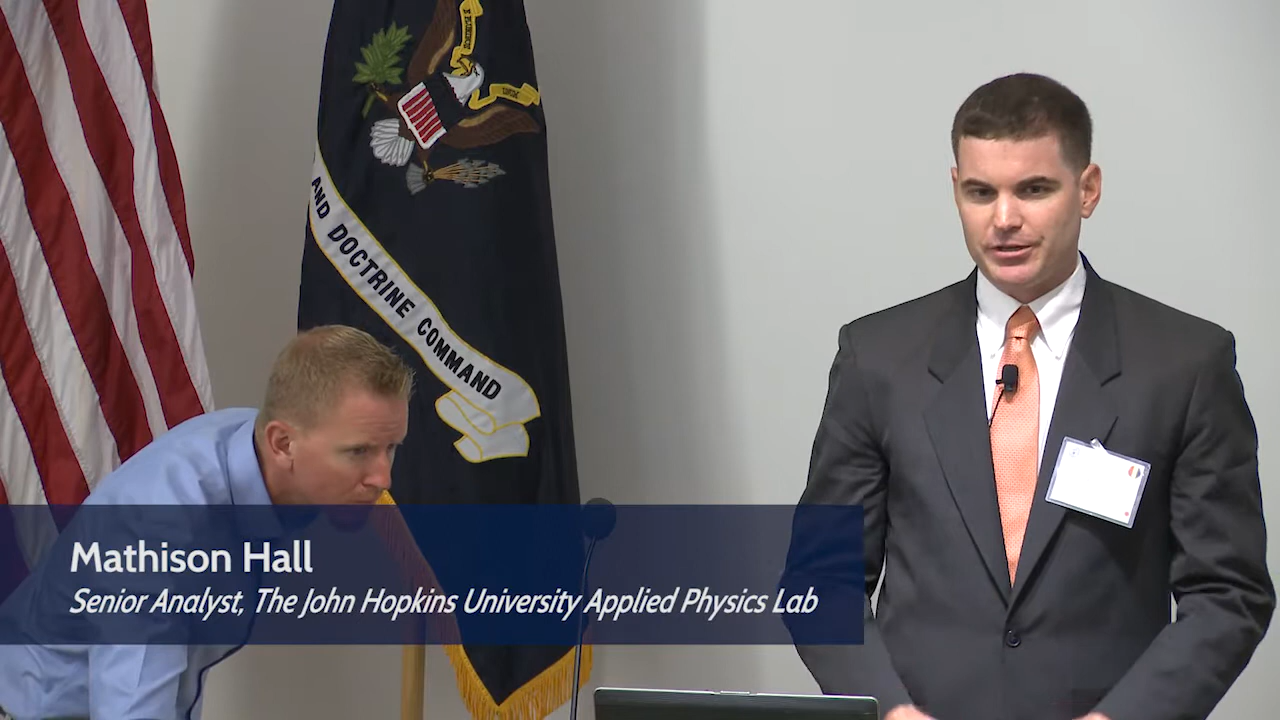 AND DOCTRINE COMMAND
Mathison Hall
Senior Analyst, The John Hopkins University Applied Physics Lab